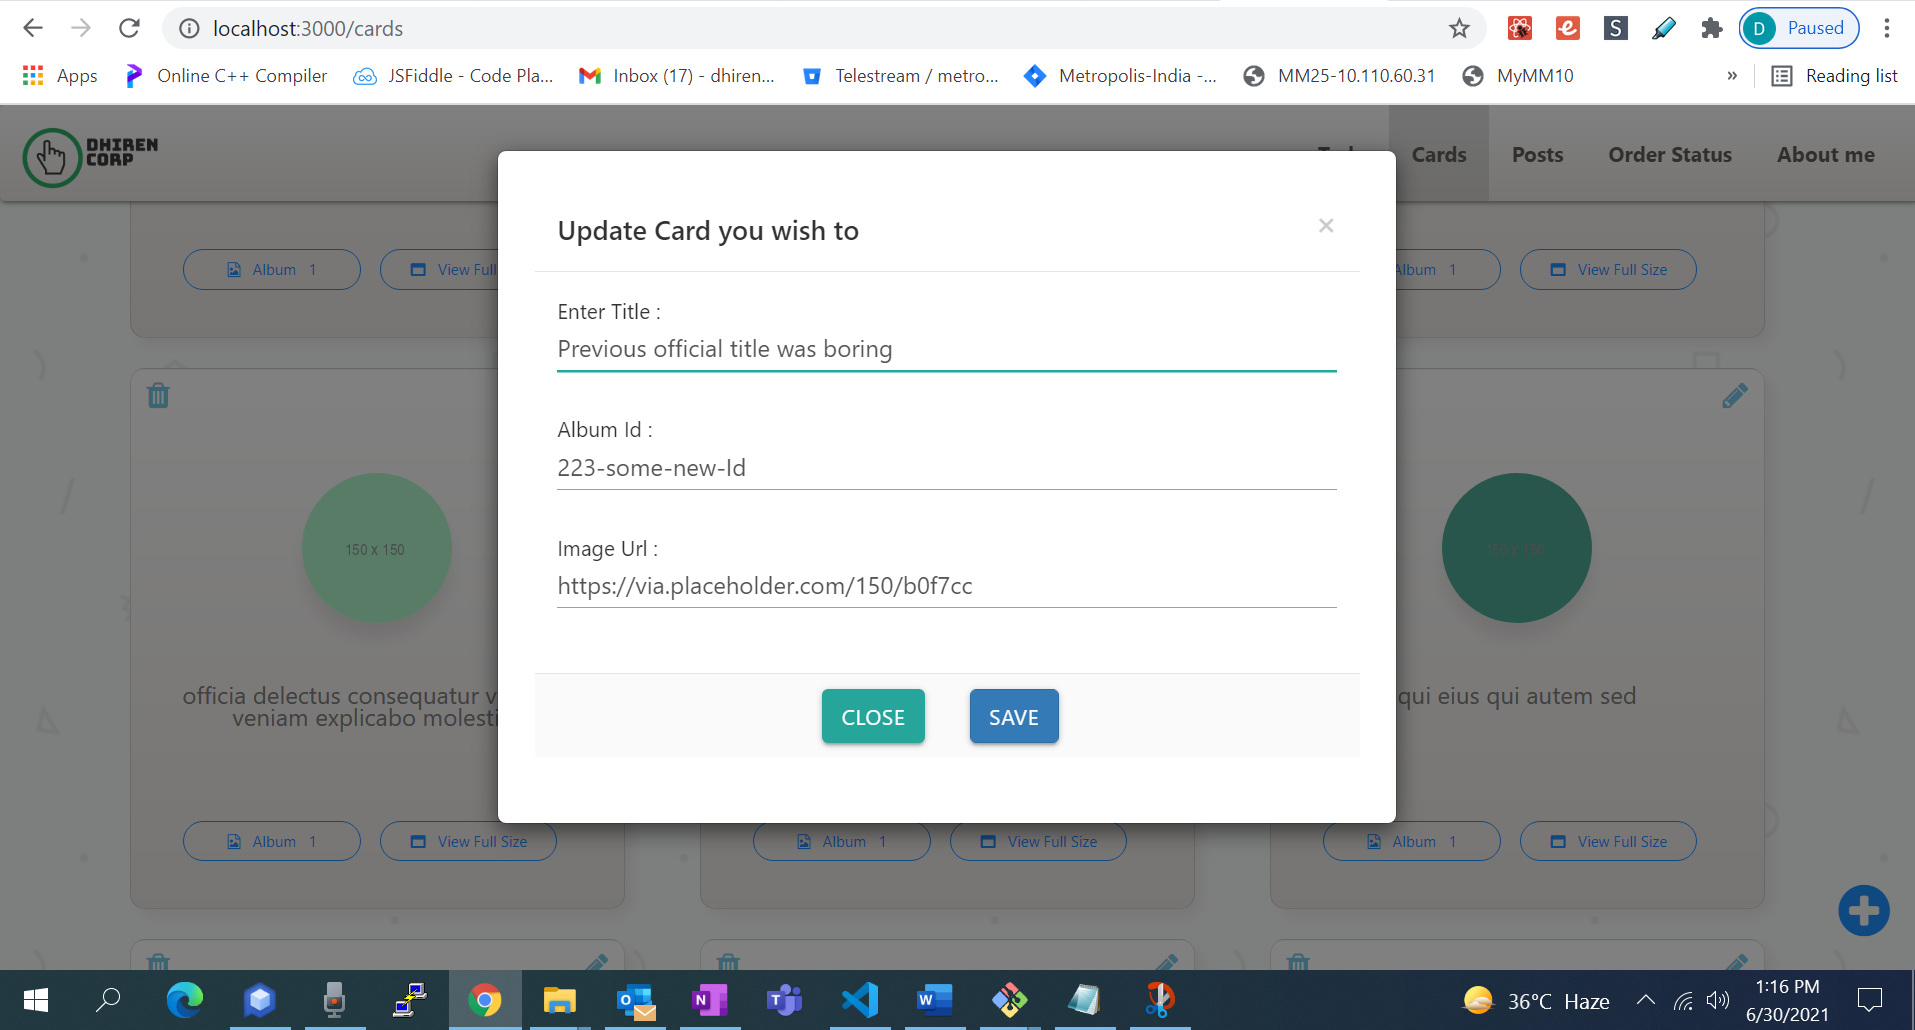 localhost:3000/cards
D Paused
Apps Online C++ Compiler JSFiddle - Code Pla... Inbox (17) - dhiren... Telestream / metro... Metropolis-India -... MM25-10.110.60.31 MyMM10 » Reading list
DHIREN
CORP
Cards Posts Order Status About me
Update Card you wish to ×
Album 1 View Full
Album 1 View Full Size
Enter Title :
Previous official title was boring
Album Id :
223-some-new-Id
Image Url :
https://via.placeholder.com/150/b0f7cc
150 x 150
150 x 150
officia delectus consequatur
veniam explicabo molesti
qui eius qui autem sed
CLOSE SAVE
Album 1 View Full Size
Album 1 View Full Size
Album 1 View Full Size
36°C Haze
1:16 PM
6/30/2021